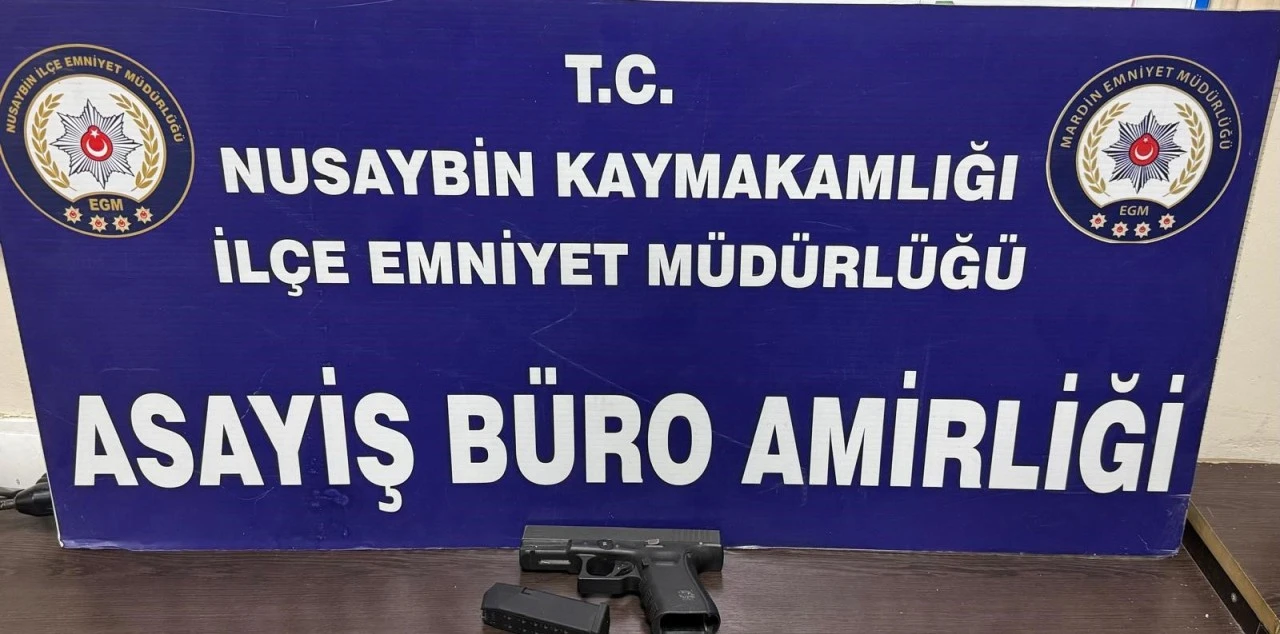 T.C.
NUSAYBİN KAYMAKAMLIĞI
İLÇE EMNİYET MÜDÜRLÜĞÜ
ASAYİŞ BÜRO AMİRLİĞİ
NUSAYBİN İLÇE EMNİYET MÜDÜRLÜĞÜ
EGM
MARDİN EMNİYET MÜDÜRLÜĞÜ
EGM